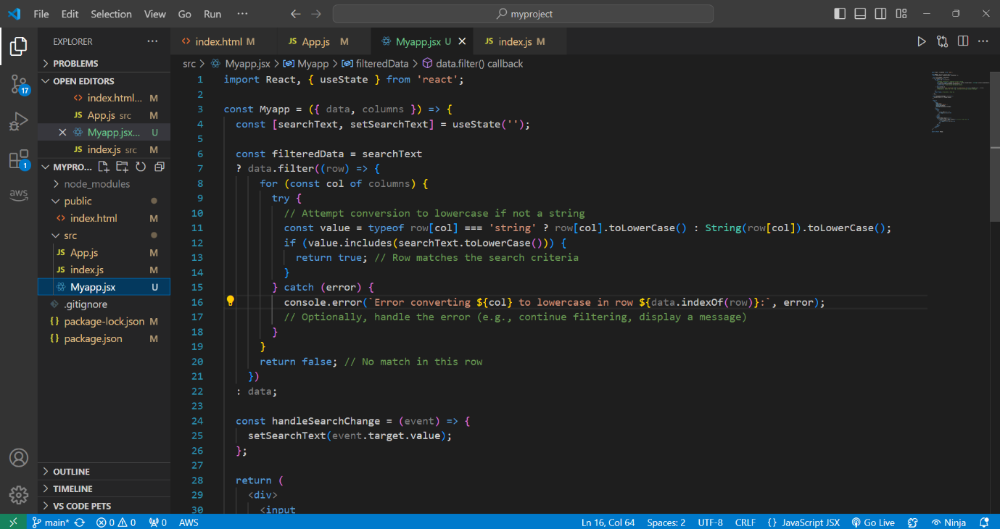 File Edit Selection View Go Run ··· myproject
EXPLORER ···
PROBLEMS
OPEN EDITORS
index.html... M
App.js src M
Myapp.jsx... U
index.js src M
MYPRO...
node_modules
public
index.html M
src
App.js M
index.js M
Myapp.jsx U
.gitignore
package-lock.json M
package.json M
OUTLINE
TIMELINE
VS CODE PETS
17
1
aws
index.html M JS App.js M Myapp.jsx U JS index.js M
src > Myapp.jsx > Myapp > filteredData > data.filter() callback
1 import React, { useState } from 'react';
2
3 const Myapp = ({ data, columns }) => {
4 const [searchText, setSearchText] = useState('');
5
6 const filteredData = searchText
7 ? data.filter((row) => {
8 for (const col of columns) {
9 try {
10 // Attempt conversion to lowercase if not a string
11 const value = typeof row[col] === 'string' ? row[col].toLowerCase() : String(row[col]).toLowerCase();
12 if (value.includes(searchText.toLowerCase())) {
13 return true; // Row matches the search criteria
14 }
15 } catch (error) {
16 console.error(`Error converting ${col} to lowercase in row ${data.indexOf(row)}:`, error);
17 // Optionally, handle the error (e.g., continue filtering, display a message)
18 }
19 }
20 return false; // No match in this row
21 })
22 : data;
23
24 const handleSearchChange = (event) => {
25 setSearchText(event.target.value);
26 };
27
28 return (
29 <div>
30 <input
main* 0 0 0 AWS Ln 16, Col 64 Spaces: 2 UTF-8 CRLF {} JavaScript JSX Go Live Ninja